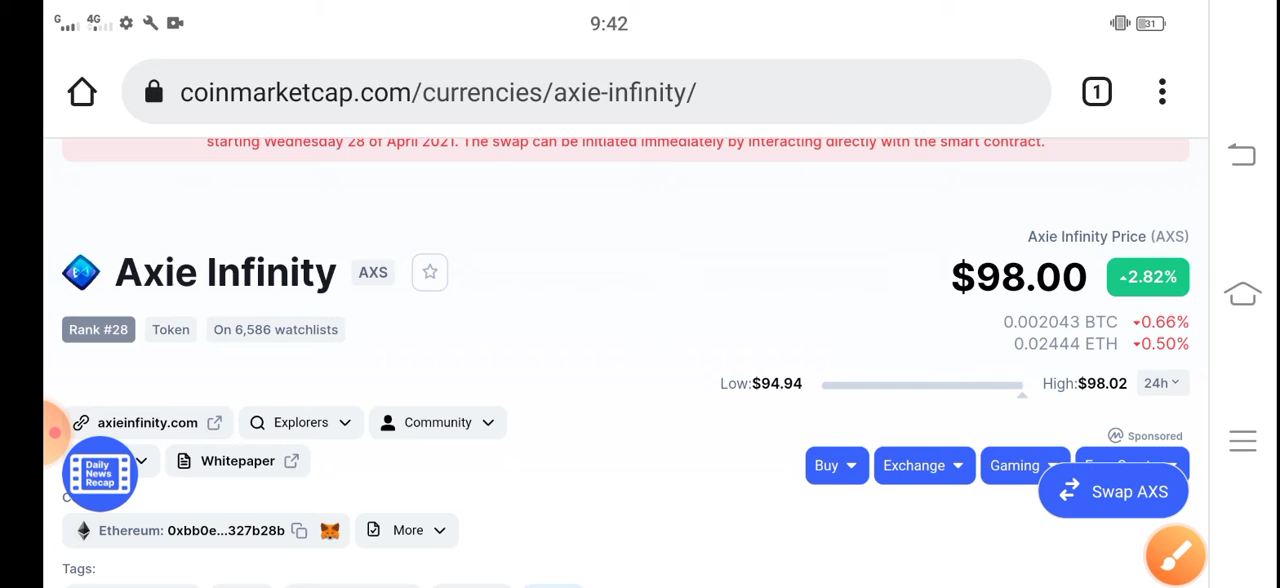 G 4G 9:42 31
coinmarketcap.com/currencies/axie-infinity/ 1
starting Wednesday 28 of April 2021. The swap can be initiated immediately by interacting directly with the smart contract.
Axie Infinity Price (AXS)
Axie Infinity AXS $98.00 2.82%
Rank #28 Token On 6,586 watchlists 0.002043 BTC 0.66%
0.02444 ETH 0.50%
Low:$94.94 High:$98.02 24h
axieinfinity.com Explorers Community
Sponsored
Whitepaper Buy Exchange Gaming
Daily
News
Recap
Swap AXS
Ethereum: 0xbb0e...327b28b More
Tags: